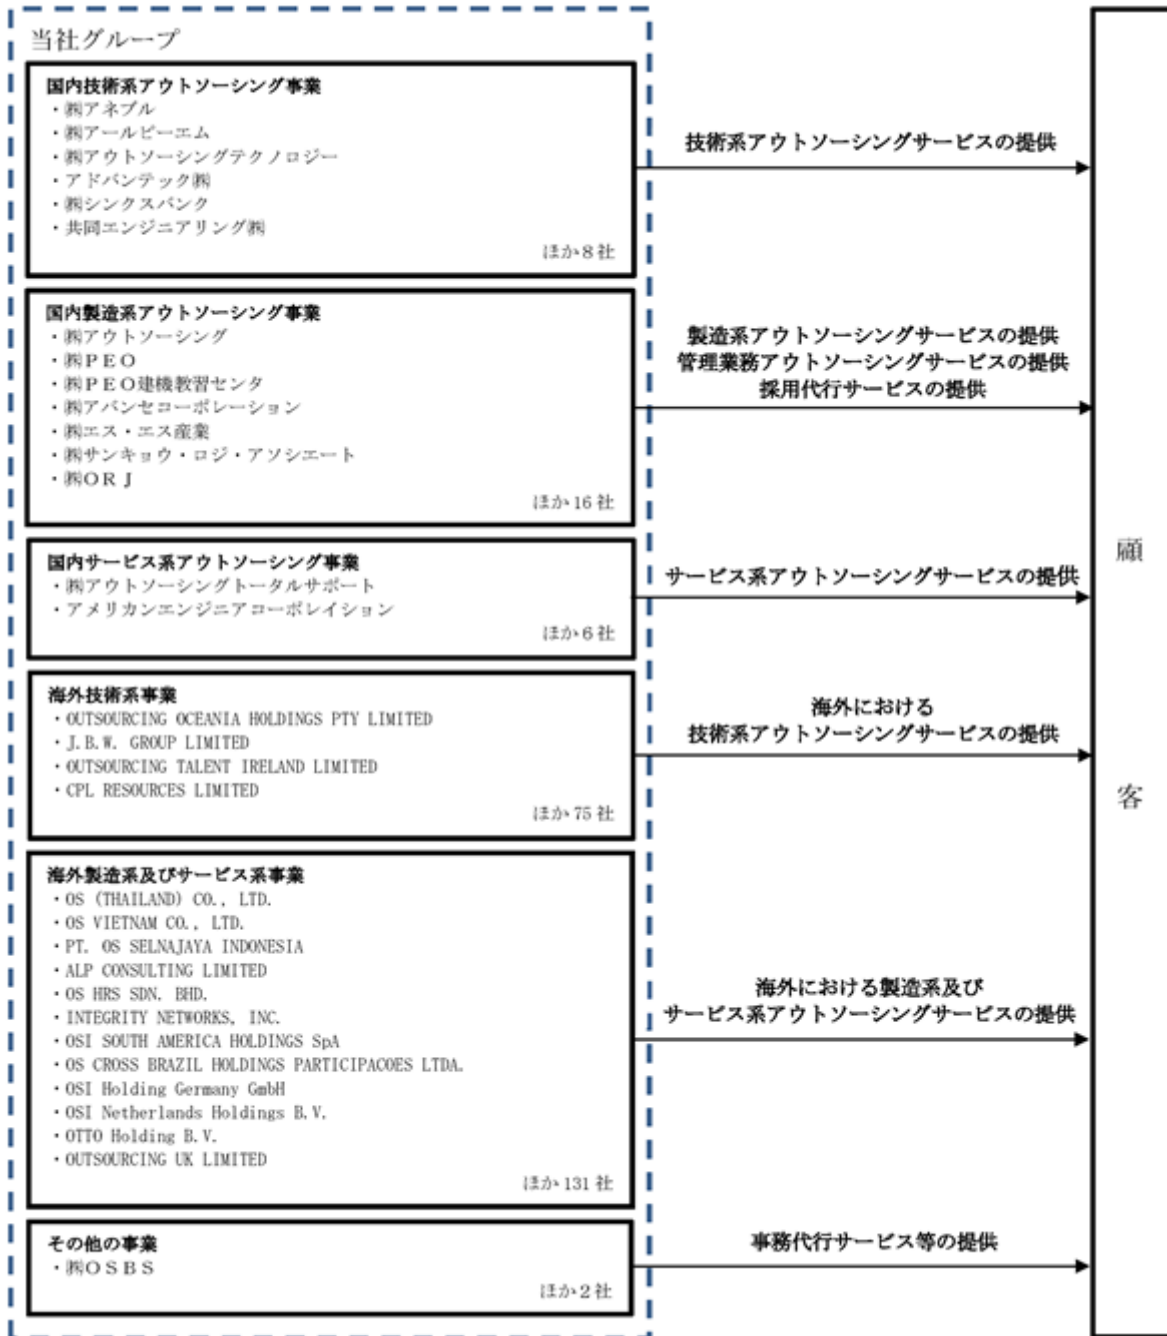 当社グループ
国内技術系アウトソーシング事業
・㈱アネブル
・㈱アールピーエム
・㈱アウトソーシングテクノロジー
・アドバンテック㈱
・㈱シンクスバンク
・共同エンジニアリング㈱
ほか8社
技術系アウトソーシングサービスの提供
国内製造系アウトソーシング事業
・㈱アウトソーシング
・㈱ＰＥＯ
・㈱ＰＥＯ建機教習センタ
・㈱アバンセコーポレーション
・㈱エス・エス産業
・㈱サンキョウ・ロジ・アソシエート
・㈱ＯＲＪ
ほか16社
製造系アウトソーシングサービスの提供
管理業務アウトソーシングサービスの提供
採用代行サービスの提供
国内サービス系アウトソーシング事業
・㈱アウトソーシングトータルサポート
・アメリカンエンジニアコーポレイション
ほか6社
サービス系アウトソーシングサービスの提供
海外技術系事業
・OUTSOURCING OCEANIA HOLDINGS PTY LIMITED
・J.B.W. GROUP LIMITED
・OUTSOURCING TALENT IRELAND LIMITED
・CPL RESOURCES LIMITED
ほか75社
海外における
技術系アウトソーシングサービスの提供
海外製造系及びサービス系事業
・OS (THAILAND) CO., LTD.
・OS VIETNAM CO., LTD.
・PT. OS SELNAJAYA INDONESIA
・ALP CONSULTING LIMITED
・OS HRS SDN. BHD.
・INTEGRITY NETWORKS, INC.
・OSI SOUTH AMERICA HOLDINGS SpA
・OS CROSS BRAZIL HOLDINGS PARTICIPACOES LTDA.
・OSI Holding Germany GmbH
・OSI Netherlands Holdings B.V.
・OTTO Holding B.V.
・OUTSOURCING UK LIMITED
ほか131社
海外における製造系及び
サービス系アウトソーシングサービスの提供
その他の事業
・㈱ＯＳＢＳ
ほか2社
事務代行サービス等の提供
顧
客